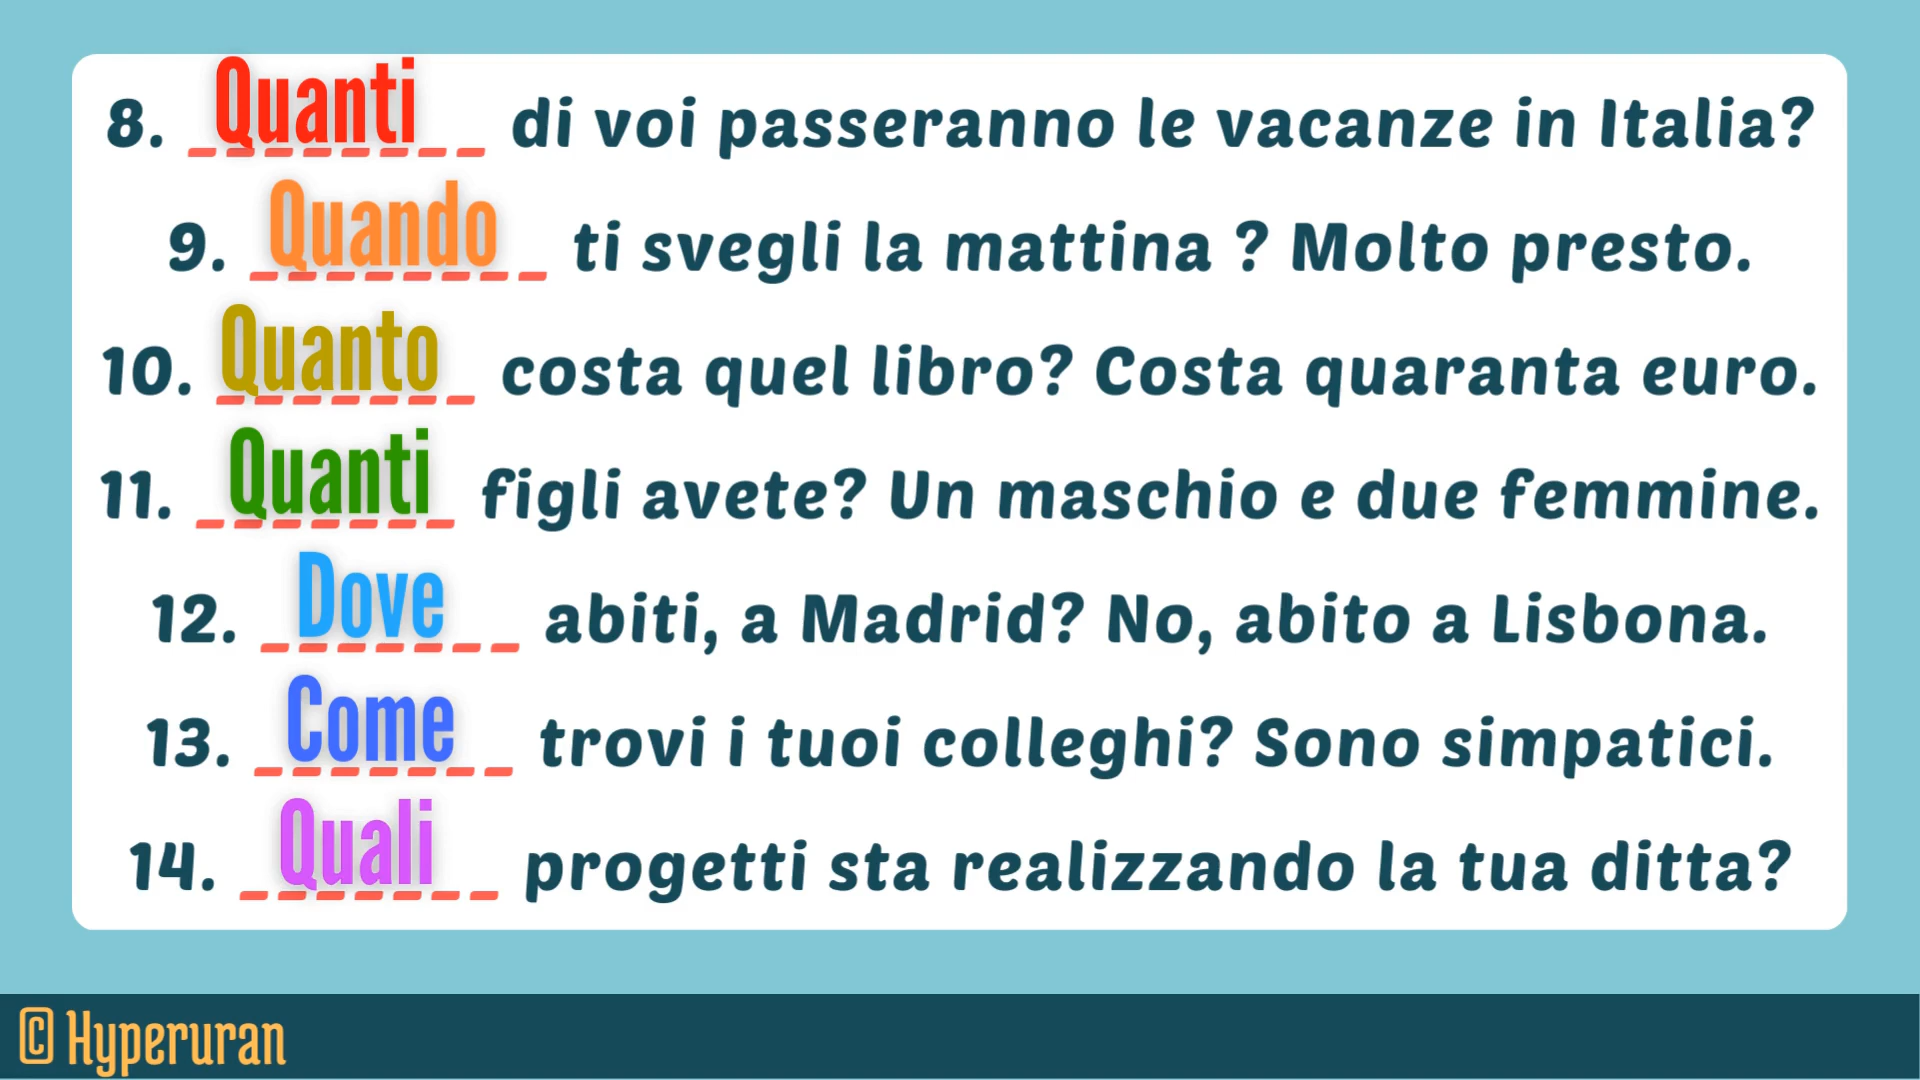 8. Quanti di voi passeranno le vacanze in Italia?
9. Quando ti svegli la mattina ? Molto presto.
10. Quanto costa quel libro? Costa quaranta euro.
11. Quanti figli avete? Un maschio e due femmine.
12. Dove abiti, a Madrid? No, abito a Lisbona.
13. Come trovi i tuoi colleghi? Sono simpatici.
14. Quali progetti sta realizzando la tua ditta?
© Hyperuran